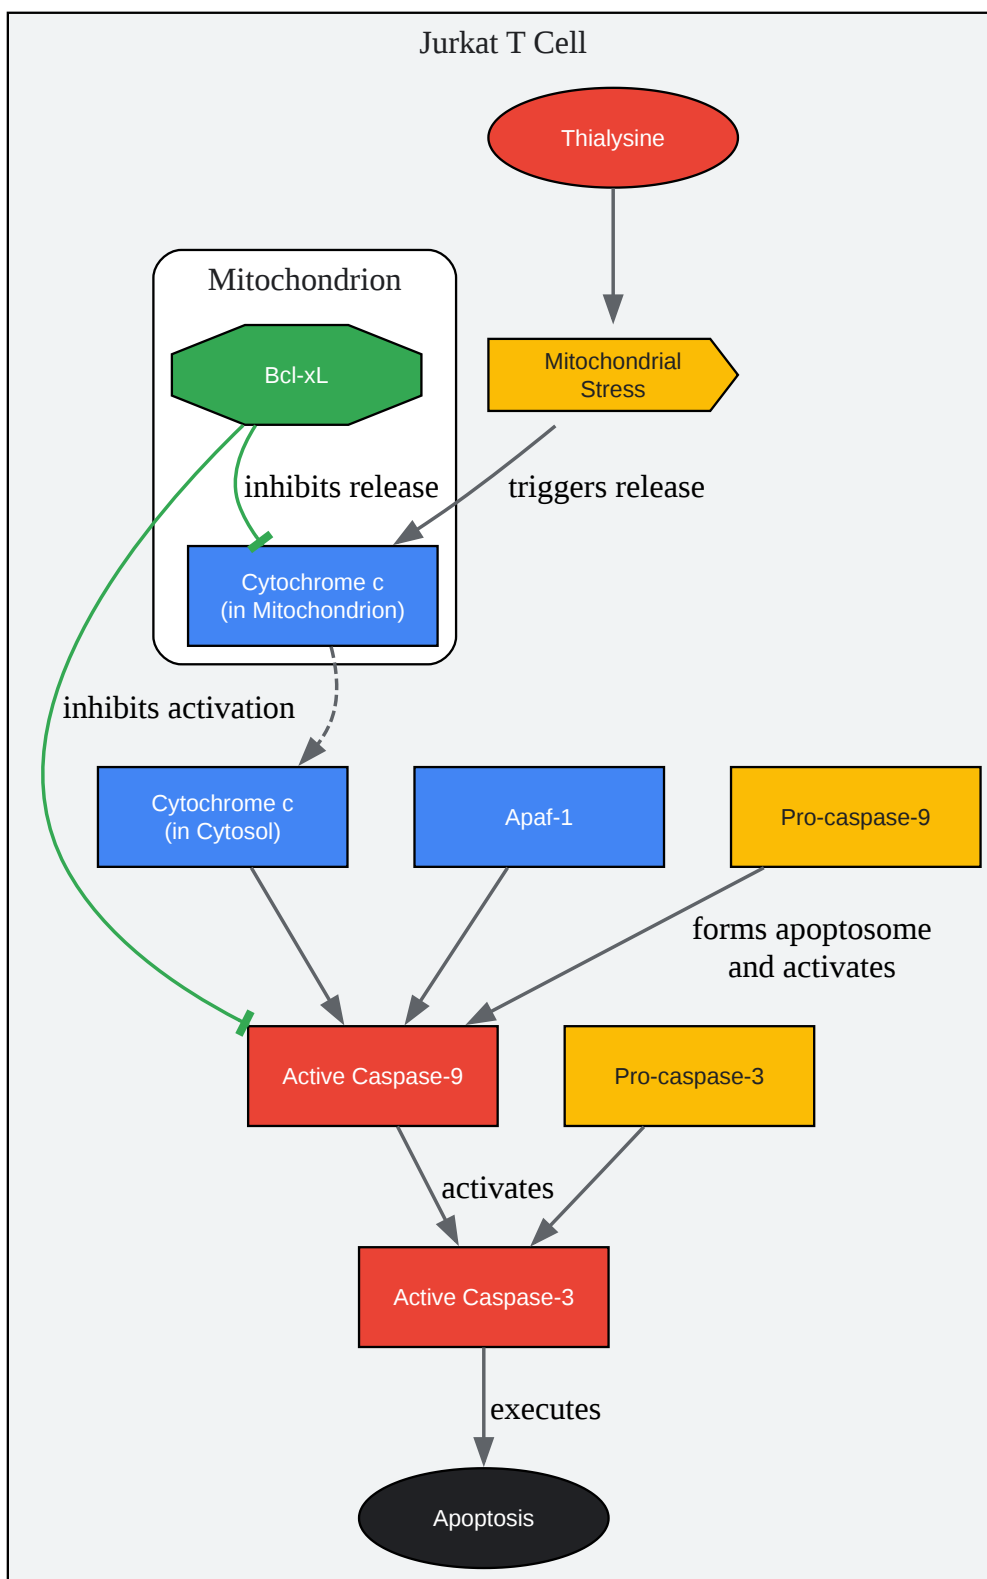 Jurkat T Cell
Thialysine
Mitochondrion
Bcl-xL
Mitochondrial
Stress
inhibits release
triggers release
Cytochrome c
(in Mitochondrion)
inhibits activation
Cytochrome c
(in Cytosol)
Apaf-1
Pro-caspase-9
forms apoptosome
and activates
Active Caspase-9
Pro-caspase-3
activates
Active Caspase-3
executes
Apoptosis